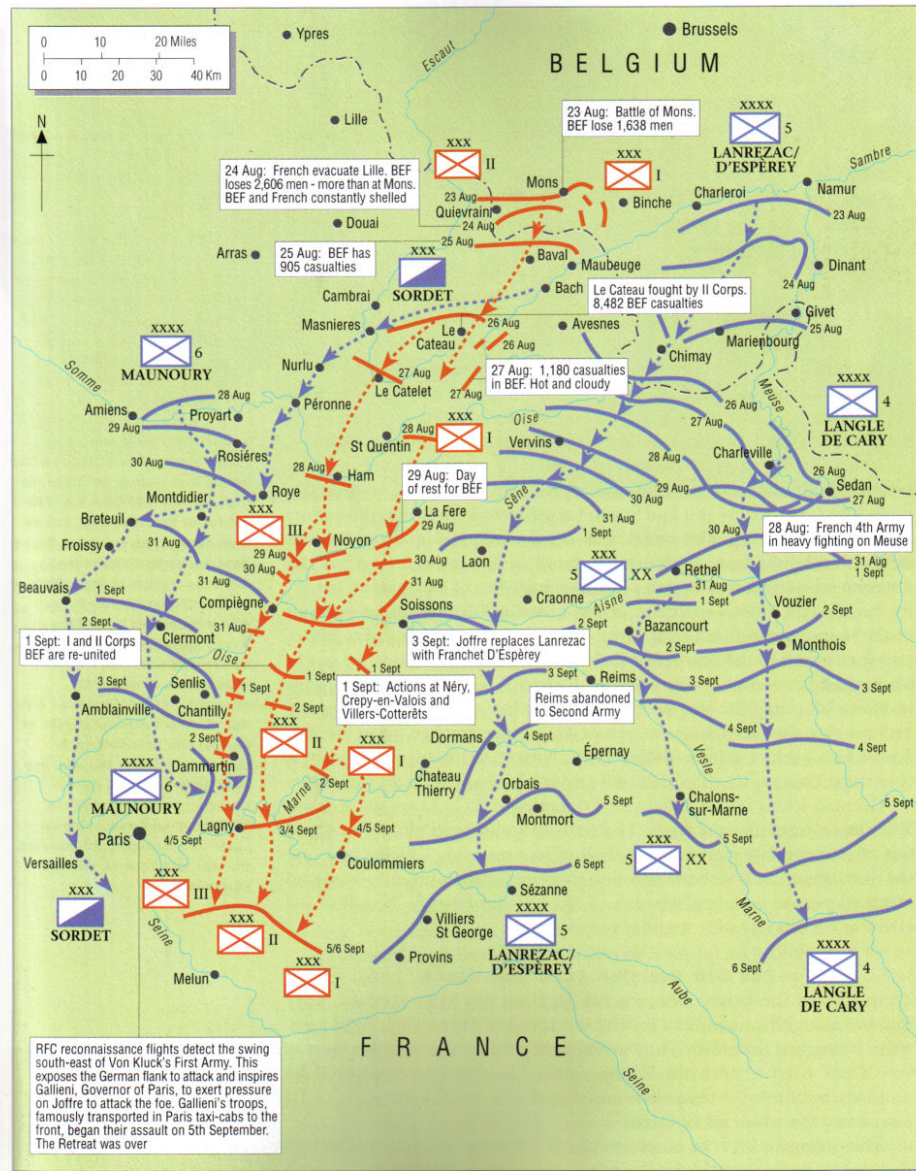 0 10 20 Miles
0 10 20 30 40 Km
N
Ypres
Brussels
Escaut
BELGIUM
Lille
23 Aug: Battle of Mons.
BEF lose 1,638 men
XXXX
5
LANREZAC/
D'ESPÈREY
Sambre
24 Aug: French evacuate Lille. BEF
loses 2,606 men - more than at Mons.
BEF and French constantly shelled
XXX
II
XXX
I
Mons
Binche
Charleroi
Namur
23 Aug
Quievrain
24 Aug
23 Aug
Douai
25 Aug
Arras
25 Aug: BEF has
905 casualties
Baval
Maubeuge
Dinant
24 Aug
XXX
SORDET
Bach
Le Cateau fought by II Corps.
8,482 BEF casualties
Cambrai
Givet
Masnieres
Le
Cateau
26 Aug
26 Aug
Avesnes
25 Aug
Marienbourg
XXXX
6
MAUNOURY
Nurlu
27 Aug
Le Catelet
27 Aug
27 Aug: 1,180 casualties
in BEF. Hot and cloudy
Chimay
Meuse
Somme
28 Aug
Péronne
26 Aug
XXXX
4
LANGLE
DE CARY
Amiens
29 Aug
Proyart
Oise
27 Aug
Rosiéres
St Quentin
28 Aug
XXX
I
Vervins
28 Aug
Charleville
30 Aug
28 Aug
Ham
29 Aug: Day
of rest for BEF
26 Aug
Sedan
Montdidier
Roye
Sêne
29 Aug
30 Aug
27 Aug
Breteuil
XXX
III
La Fere
29 Aug
31 Aug
30 Aug
28 Aug: French 4th Army
in heavy fighting on Meuse
Froissy
31 Aug
Noyon
29 Aug
30 Aug
30 Aug
1 Sept
Laon
5
XXX
XX
Rethel
31 Aug
31 Aug
1 Sept
Beauvais
31 Aug
31 Aug
Craonne
Aisne
1 Sept
1 Sept
Compiègne
31 Aug
Soissons
Vouzier
2 Sept
2 Sept
Clermont
2 Sept
Bazancourt
1 Sept: I and II Corps
BEF are re-united
Oise
3 Sept: Joffre replaces Lanrezac
with Franchet D'Espèrey
2 Sept
Monthois
1 Sept
3 Sept
Senlis
1 Sept
1 Sept
1 Sept: Actions at Néry,
Crepy-en-Valois and
Villers-Cotterêts
3 Sept
Reims
3 Sept
3 Sept
Amblainville
Chantilly
2 Sept
Reims abandoned
to Second Army
2 Sept
XXX
II
XXX
I
Dormans
4 Sept
4 Sept
4 Sept
Dammartin
Épernay
Vesle
XXXX
6
MAUNOURY
Marne
2 Sept
Chateau
Thierry
Orbais
Chalons-
sur-Marne
Paris
4/5 Sept
Lagny
3/4 Sept
4/5 Sept
Montmort
5 Sept
5 Sept
5 Sept
Versailles
Coulommiers
XXX
5
XX
6 Sept
XXX
III
Sézanne
Marne
XXX
SORDET
Seine
XXX
II
Villiers
St George
XXXX
5
LANREZAC/
D'ESPÈREY
5/6 Sept
Provins
Melun
XXX
I
6 Sept
XXXX
4
LANGLE
DE CARY
Aube
FRANCE
Seine
RFC reconnaissance flights detect the swing
south-east of Von Kluck's First Army. This
exposes the German flank to attack and inspires
Gallieni, Governor of Paris, to exert pressure
on Joffre to attack the foe. Gallieni's troops,
famously transported in Paris taxi-cabs to the
front, began their assault on 5th September.
The Retreat was over